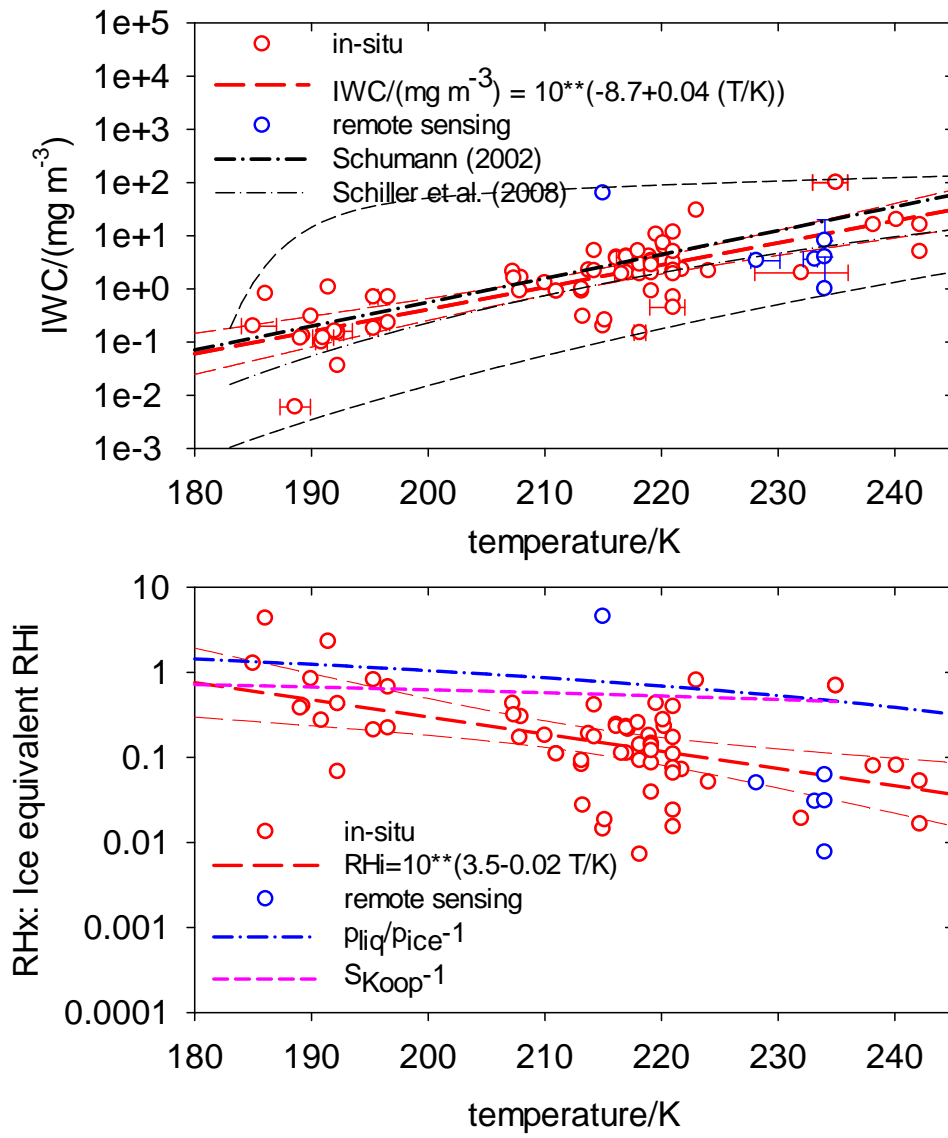 1e+5
1e+4
1e+3
1e+2
1e+1
1e+0
1e-1
1e-2
1e-3
IWC/(mg m-3)
in-situ
IWC/(mg m-3) = 10**(-8.7+0.04 (T/K))
remote sensing
Schumann (2002)
Schiller et al. (2008)
180 190 200 210 220 230 240
temperature/K
10
1
0.1
0.01
0.001
0.0001
RHx: Ice equivalent RHi
in-situ
RHi=10**(3.5-0.02 T/K)
remote sensing
pliq/pice-1
SKoop-1
180 190 200 210 220 230 240
temperature/K